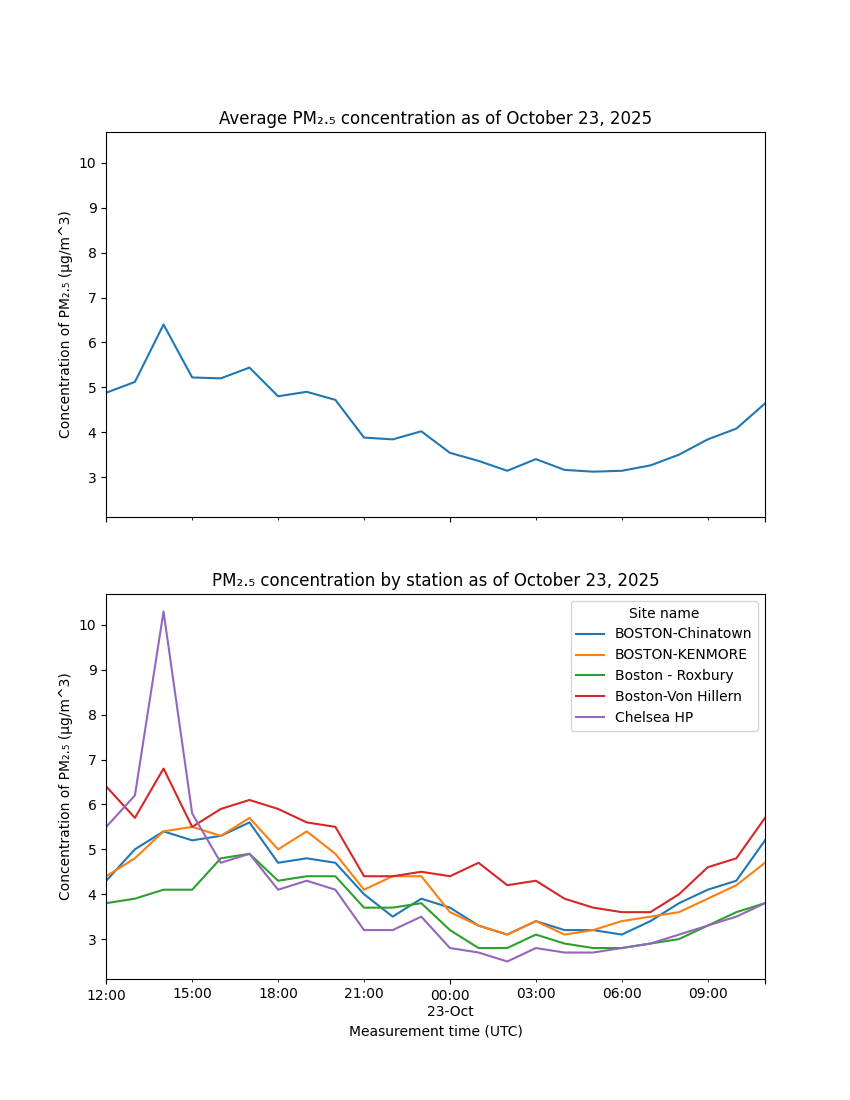 Average PM₂.₅ concentration as of October 23, 2025
Concentration of PM₂.₅ (µg/m^3)
10
9
8
7
6
5
4
3
PM₂.₅ concentration by station as of October 23, 2025
Concentration of PM₂.₅ (µg/m^3)
10
9
8
7
6
5
4
3
Site name
BOSTON-Chinatown
BOSTON-KENMORE
Boston - Roxbury
Boston-Von Hillern
Chelsea HP
12:00 15:00 18:00 21:00 00:00 03:00 06:00 09:00
23-Oct
Measurement time (UTC)